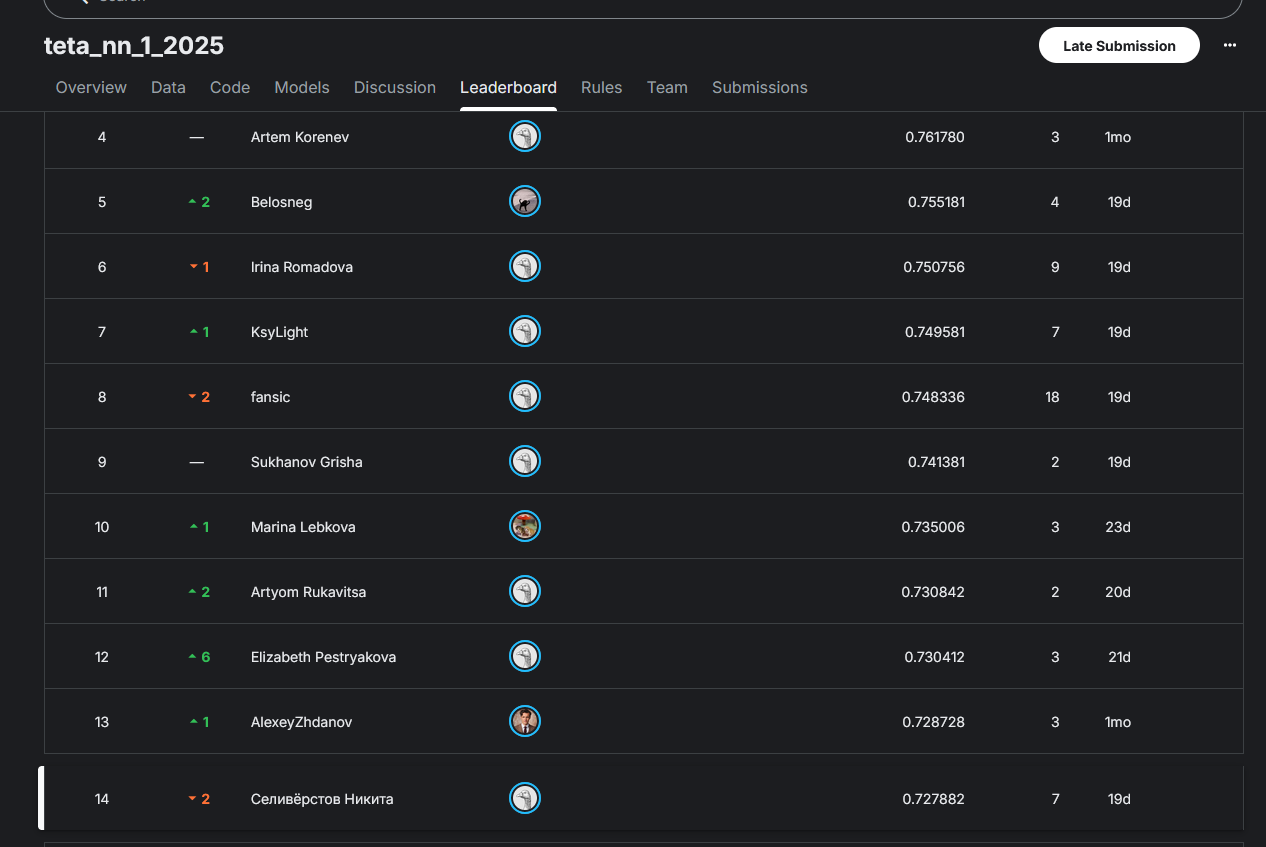 teta_nn_1_2025
Late Submission
Overview Data Code Models Discussion Leaderboard Rules Team Submissions
4 — Artem Korenev 0.761780 3 1mo
5 2 Belosneg 0.755181 4 19d
6 1 Irina Romadova 0.750756 9 19d
7 1 KsyLight 0.749581 7 19d
8 2 fansic 0.748336 18 19d
9 — Sukhanov Grisha 0.741381 2 19d
10 1 Marina Lebkova 0.735006 3 23d
11 2 Artyom Rukavitsa 0.730842 2 20d
12 6 Elizabeth Pestryakova 0.730412 3 21d
13 1 AlexeyZhdanov 0.728728 3 1mo
14 2 Селивёрстов Никита 0.727882 7 19d